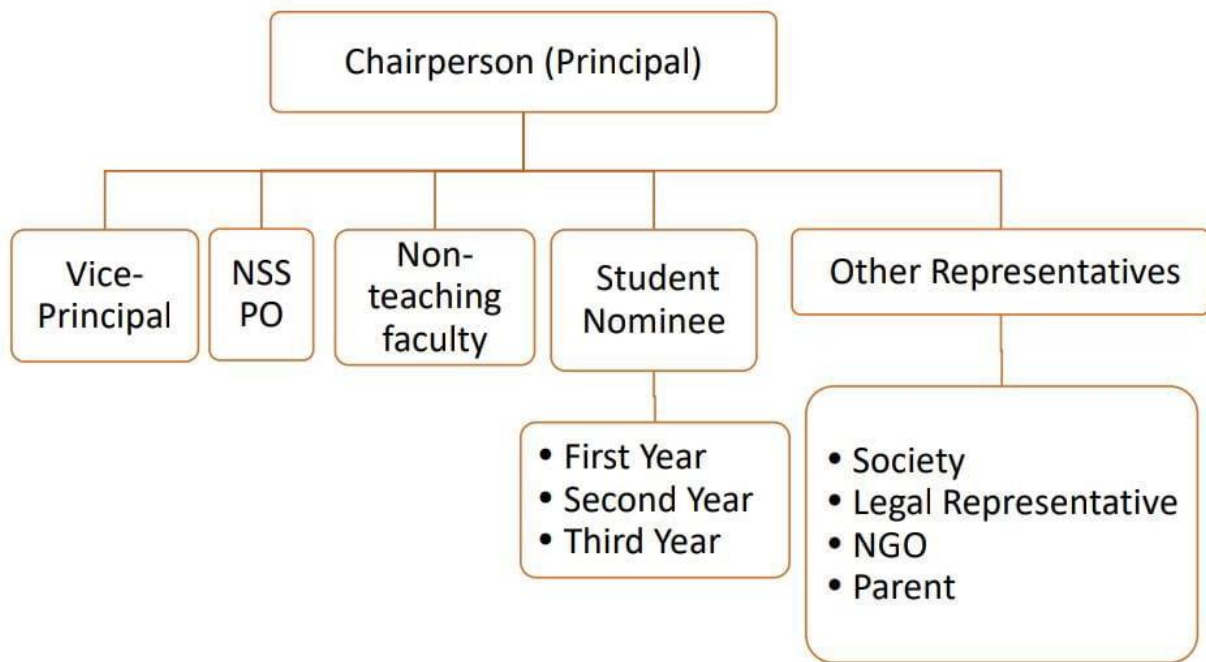 Chairperson (Principal)
Vice-
Principal
NSS
PO
Non-
teaching
faculty
Student
Nominee
Other Representatives
• First Year
• Second Year
• Third Year
• Society
• Legal Representative
• NGO
• Parent